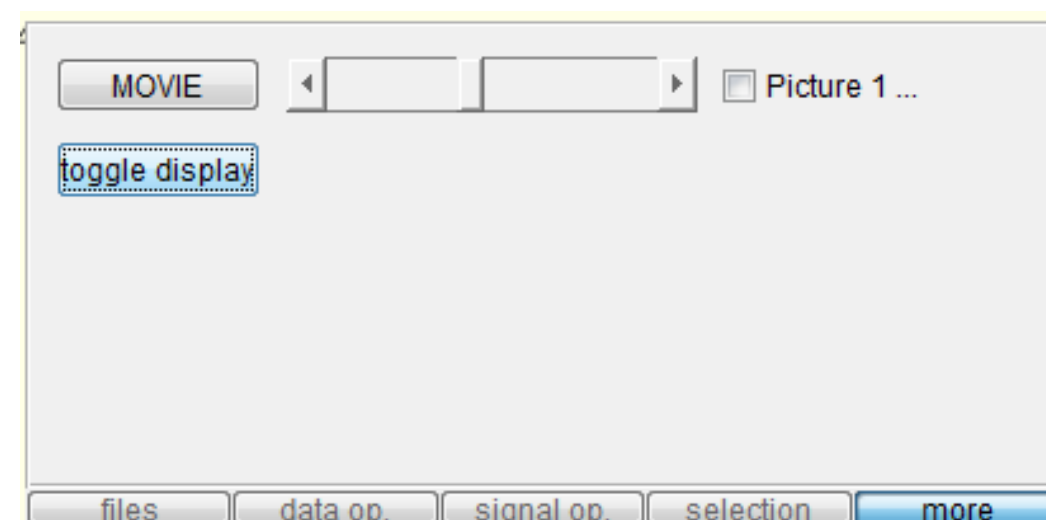 MOVIE Picture 1 ...
toggle display
files data op. signal op. selection more